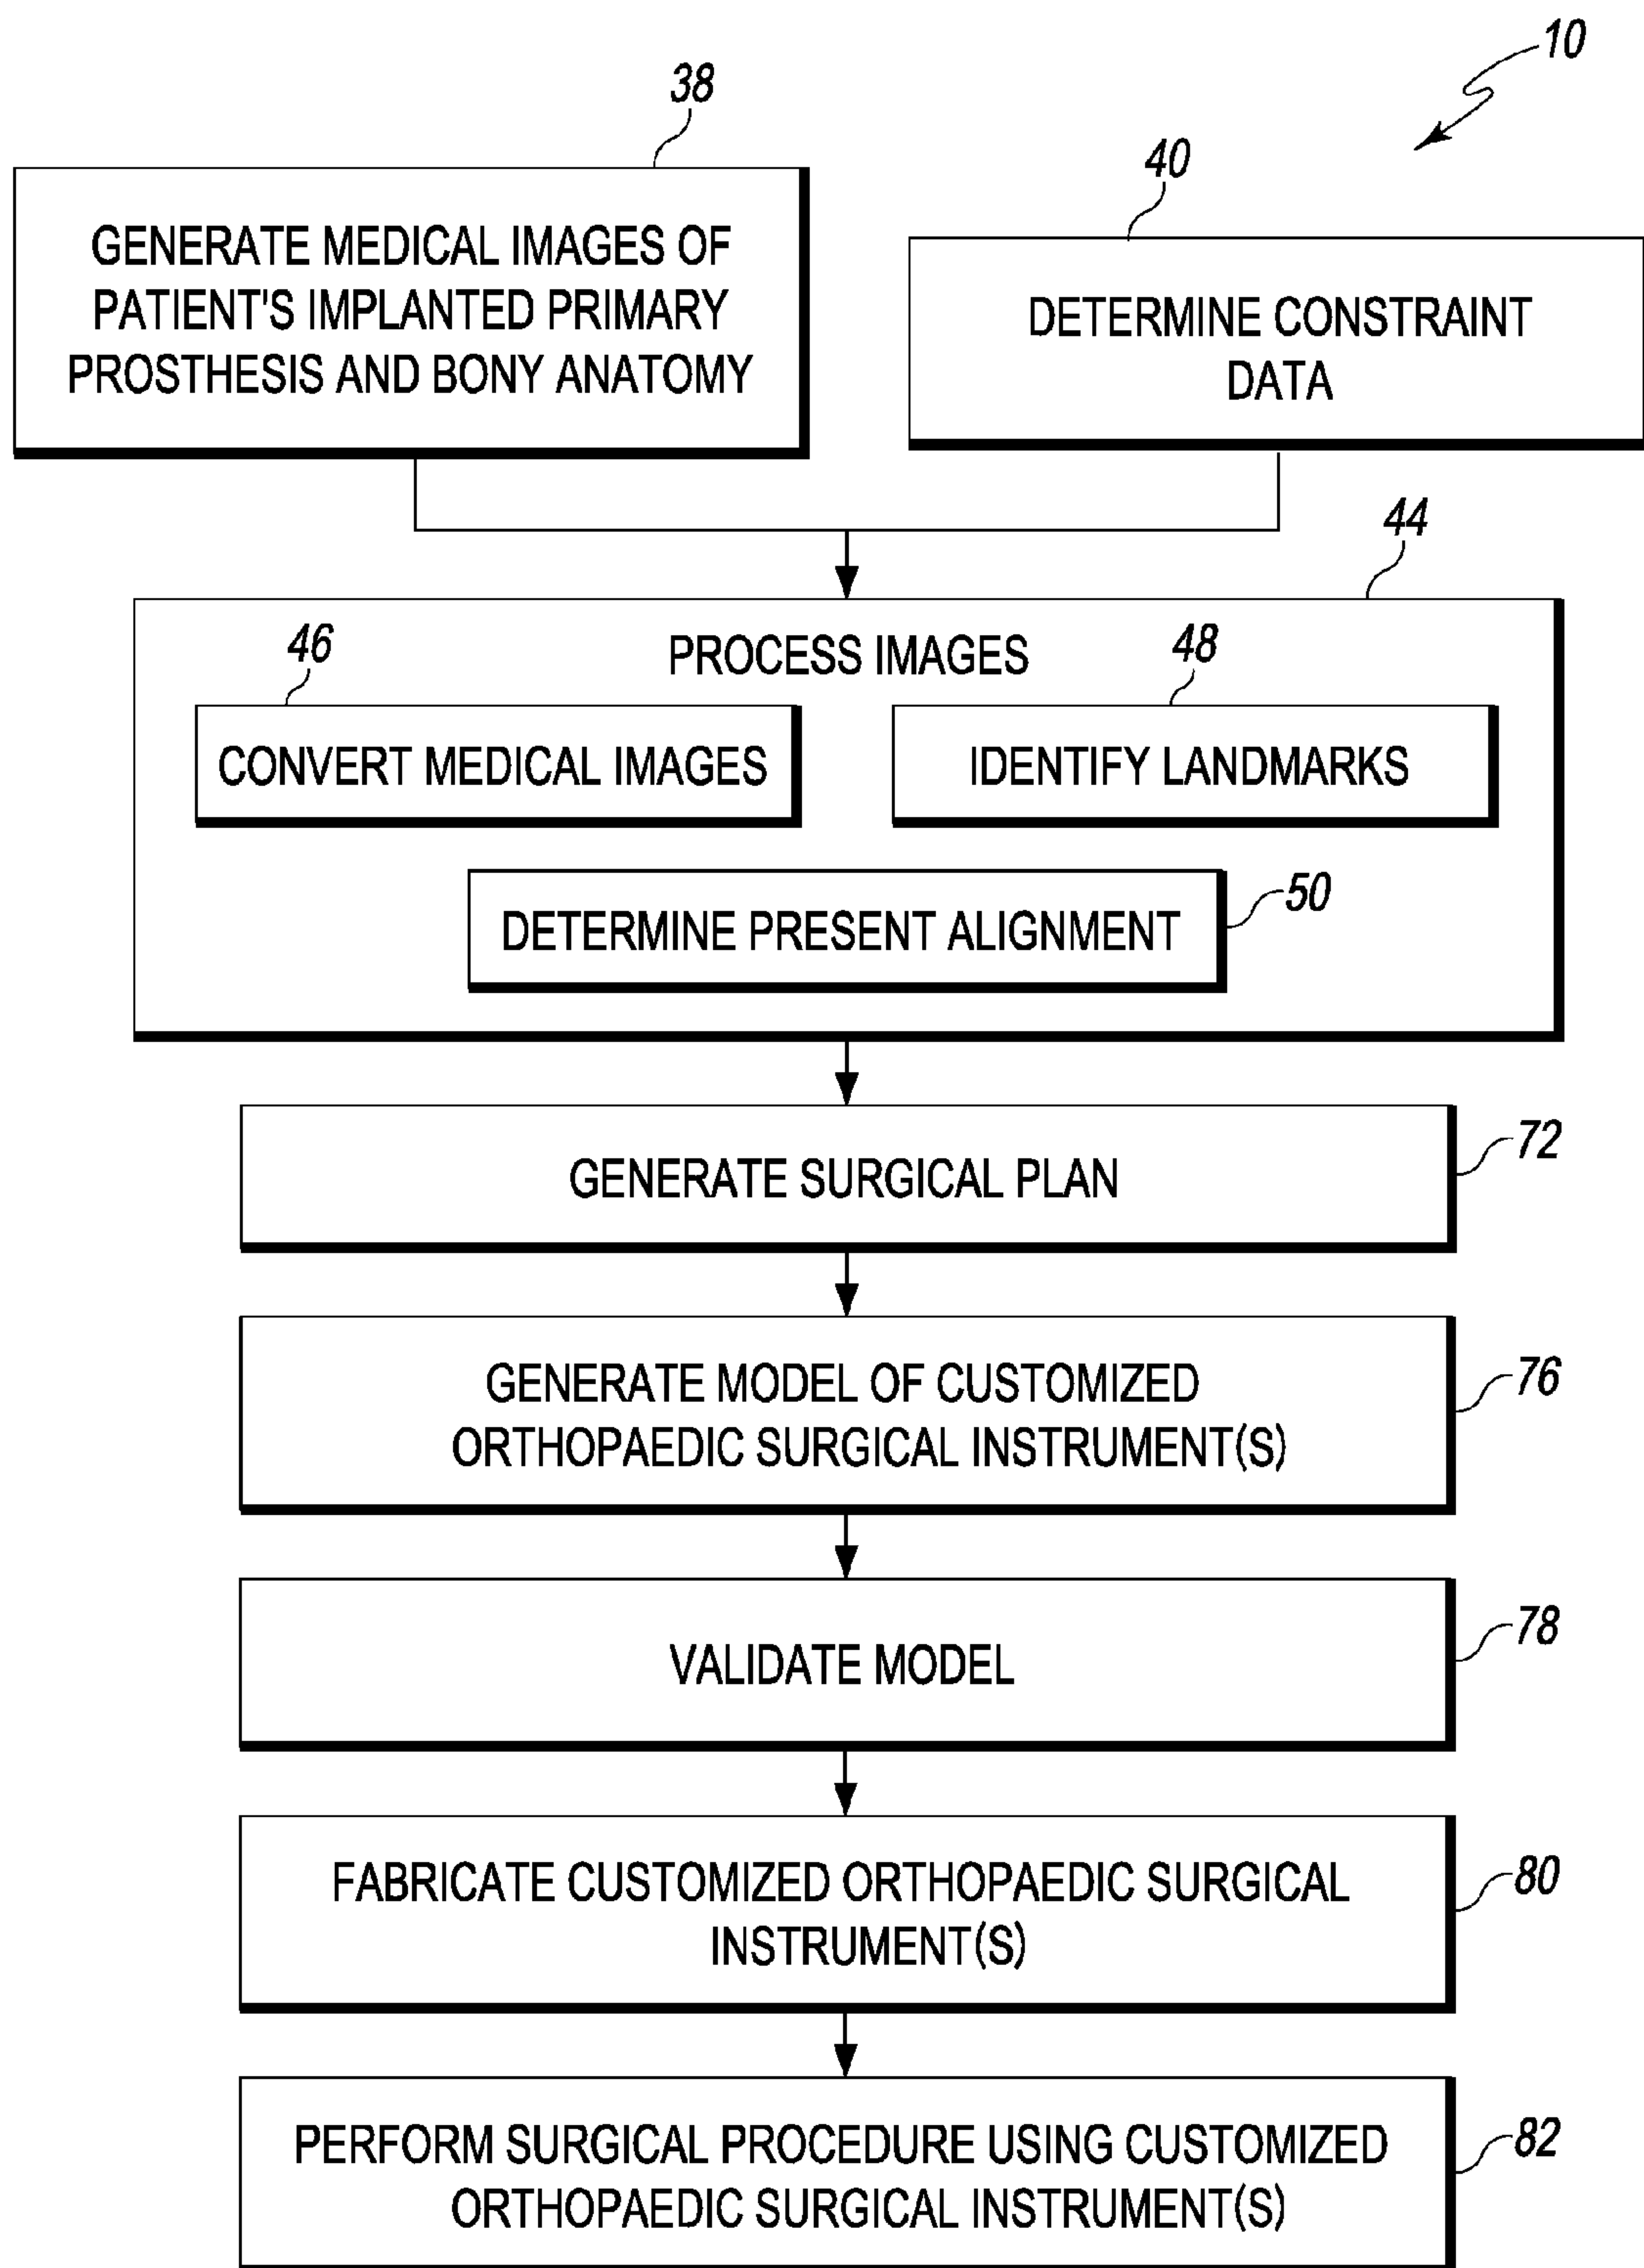 10
38
GENERATE MEDICAL IMAGES OF
PATIENT'S IMPLANTED PRIMARY
PROSTHESIS AND BONY ANATOMY
40
DETERMINE CONSTRAINT
DATA
44
PROCESS IMAGES
46
CONVERT MEDICAL IMAGES
48
IDENTIFY LANDMARKS
DETERMINE PRESENT ALIGNMENT
50
GENERATE SURGICAL PLAN
72
GENERATE MODEL OF CUSTOMIZED
ORTHOPAEDIC SURGICAL INSTRUMENT(S)
76
VALIDATE MODEL
78
FABRICATE CUSTOMIZED ORTHOPAEDIC SURGICAL
INSTRUMENT(S)
80
PERFORM SURGICAL PROCEDURE USING CUSTOMIZED
ORTHOPAEDIC SURGICAL INSTRUMENT(S)
82